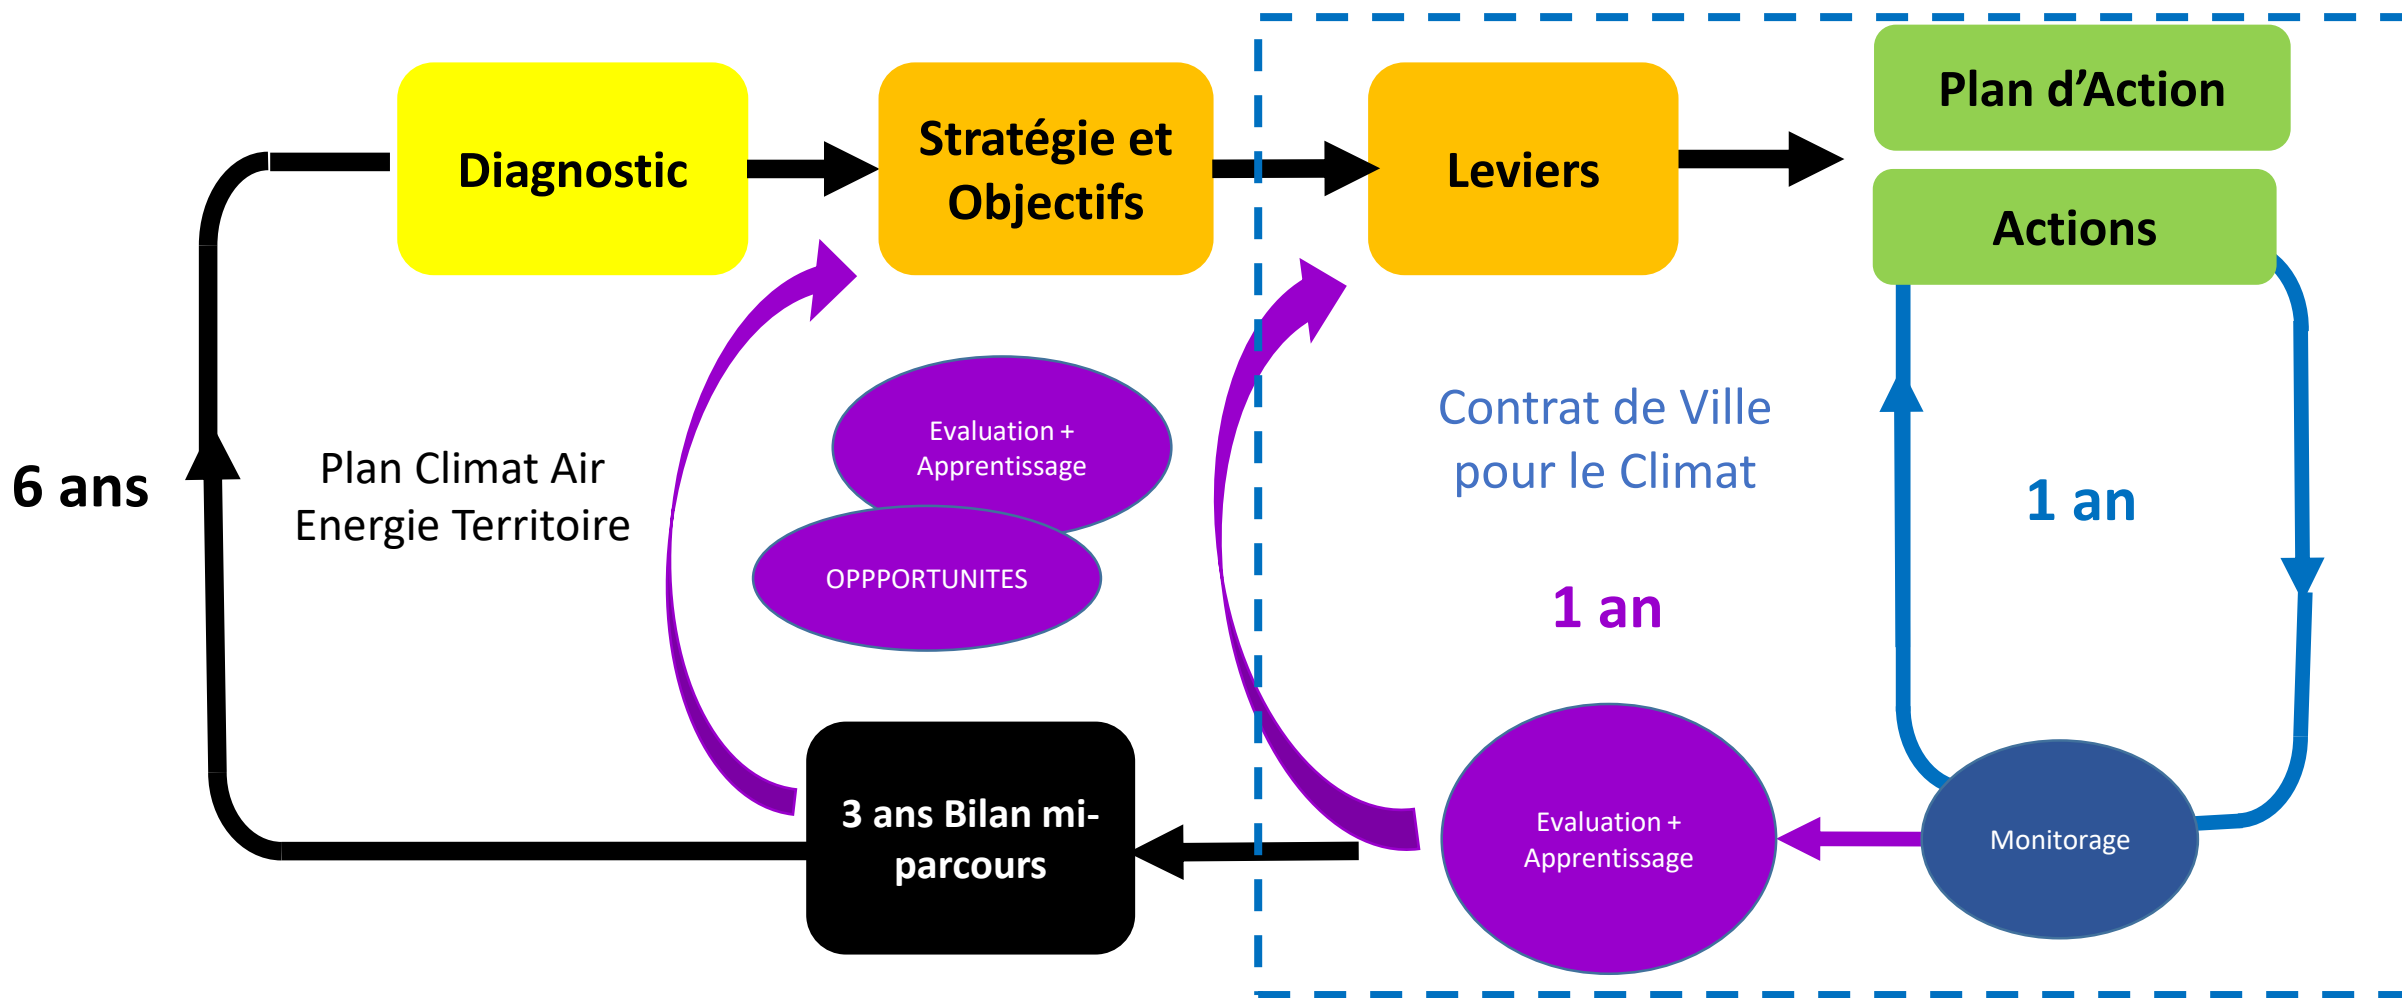 Diagnostic
Stratégie et
Objectifs
Leviers
Plan d’Action
Actions
6 ans
Plan Climat Air
Energie Territoire
Evaluation +
Apprentissage
OPPPORTUNITES
Contrat de Ville
pour le Climat
1 an
1 an
3 ans Bilan mi-
parcours
Evaluation +
Apprentissage
Monitorage